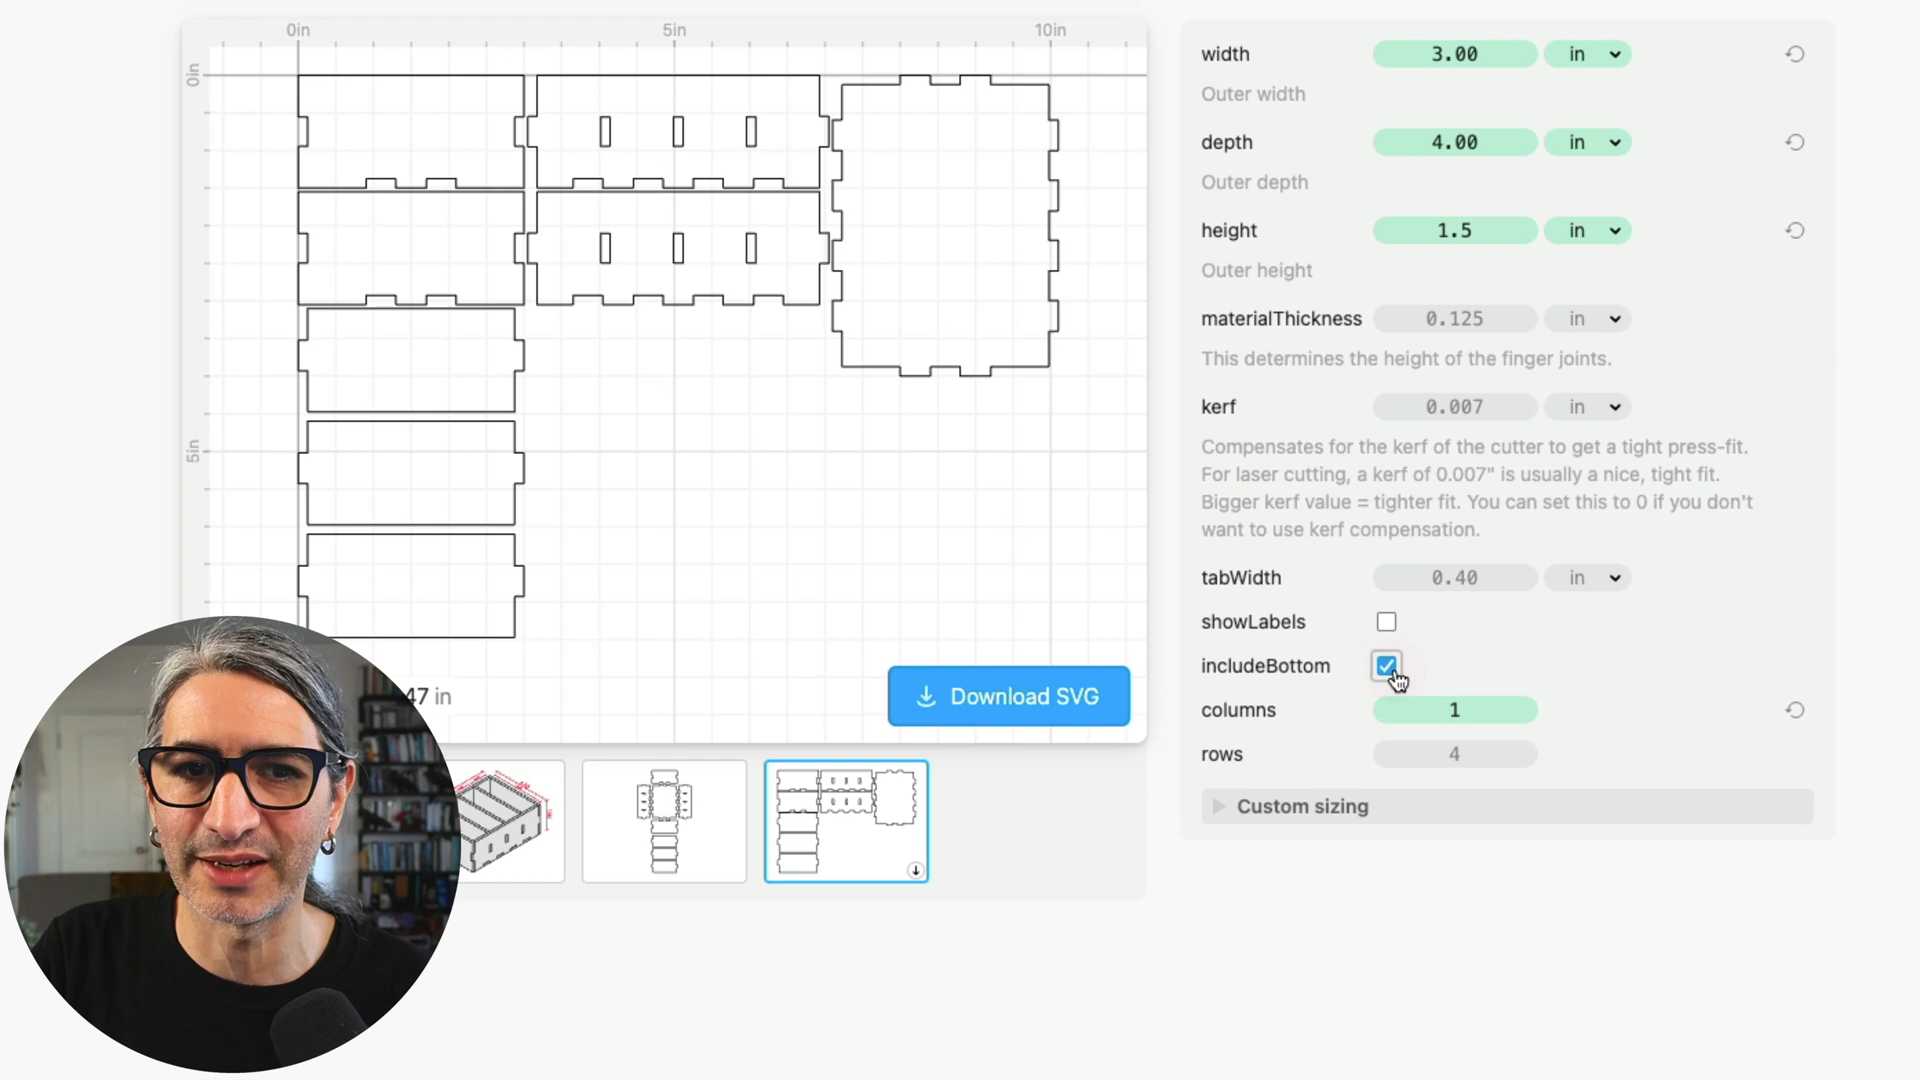 0in 5in 10in
0in
5in
47 in
Download SVG
width 3.00 in
Outer width
depth 4.00 in
Outer depth
height 1.5 in
Outer height
materialThickness 0.125 in
This determines the height of the finger joints.
kerf 0.007 in
Compensates for the kerf of the cutter to get a tight press-fit.
For laser cutting, a kerf of 0.007" is usually a nice, tight fit.
Bigger kerf value = tighter fit. You can set this to 0 if you don't
want to use kerf compensation.
tabWidth 0.40 in
showLabels
includeBottom
columns 1
rows 4
Custom sizing